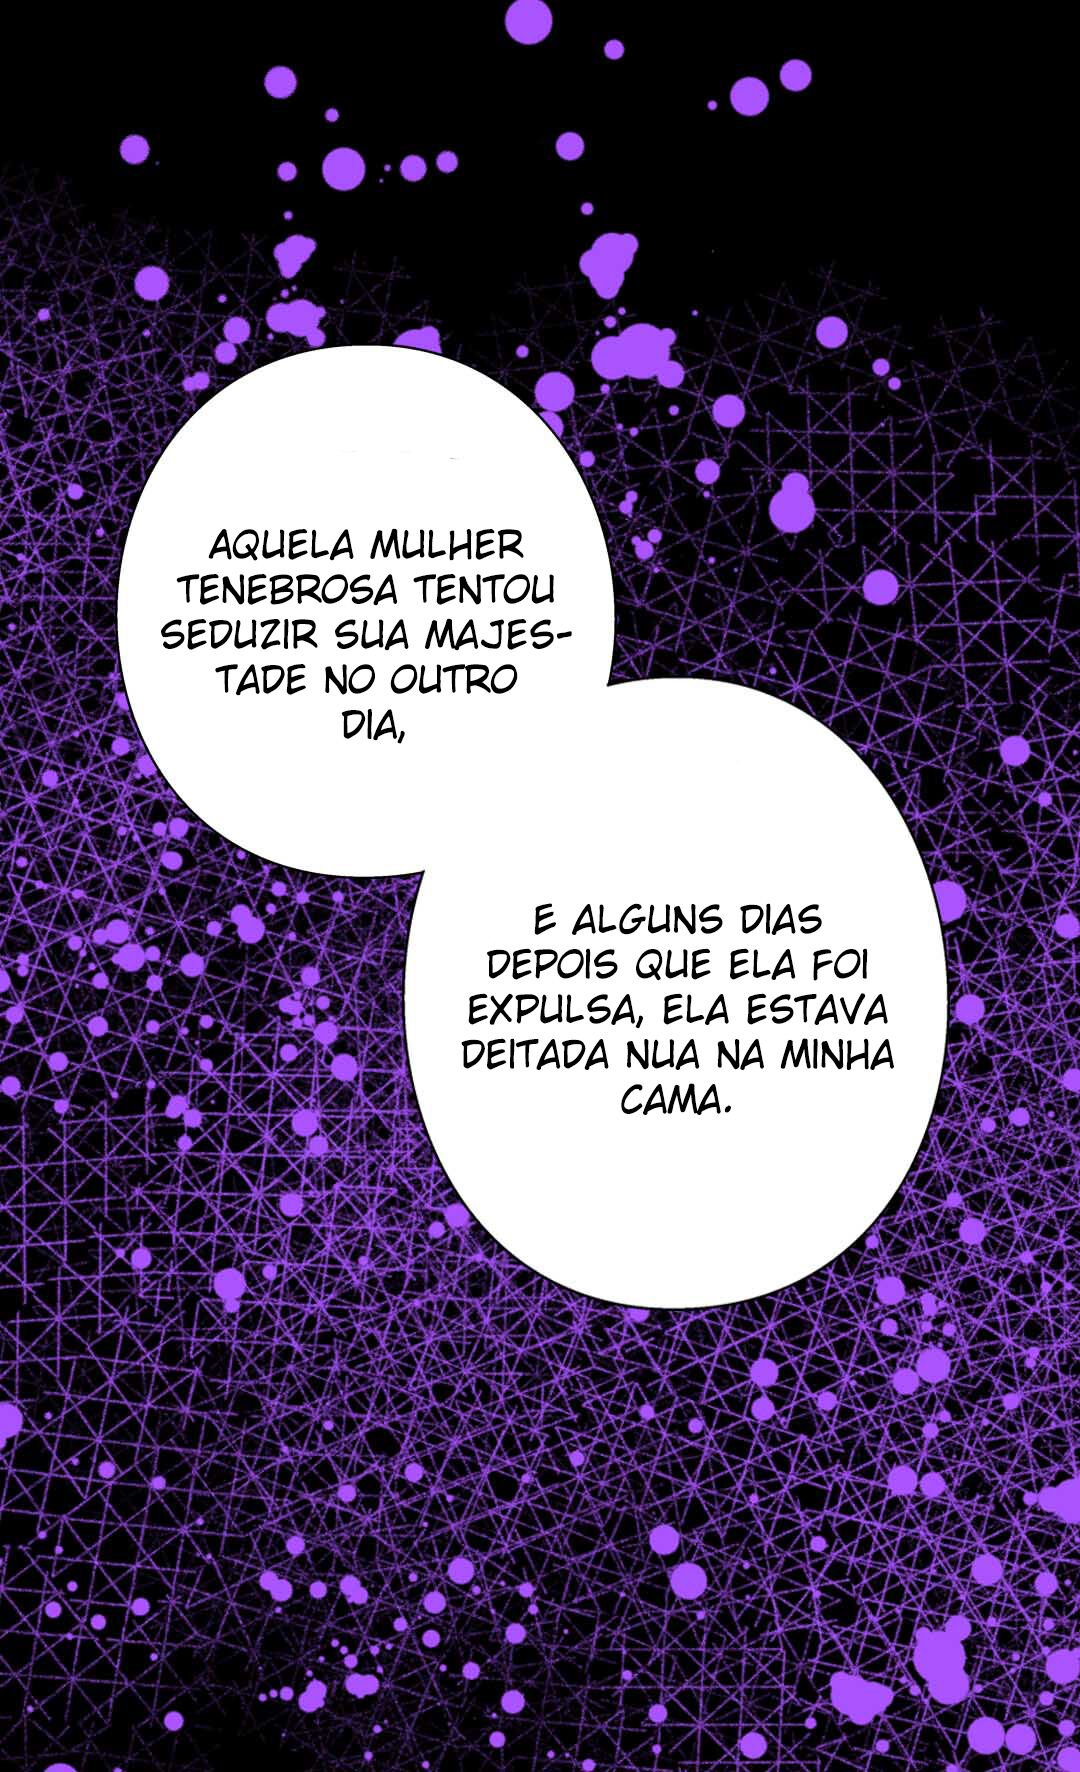 AQUELA MULHER
TENEBROSA TENTOU
SEDUZIR SUA MAJES-
TADE NO OUTRO
DIA,
E ALGUNS DIAS
DEPOIS QUE ELA FOI
EXPULSA, ELA ESTAVA
DEITADA NUA NA MINHA
CAMA.